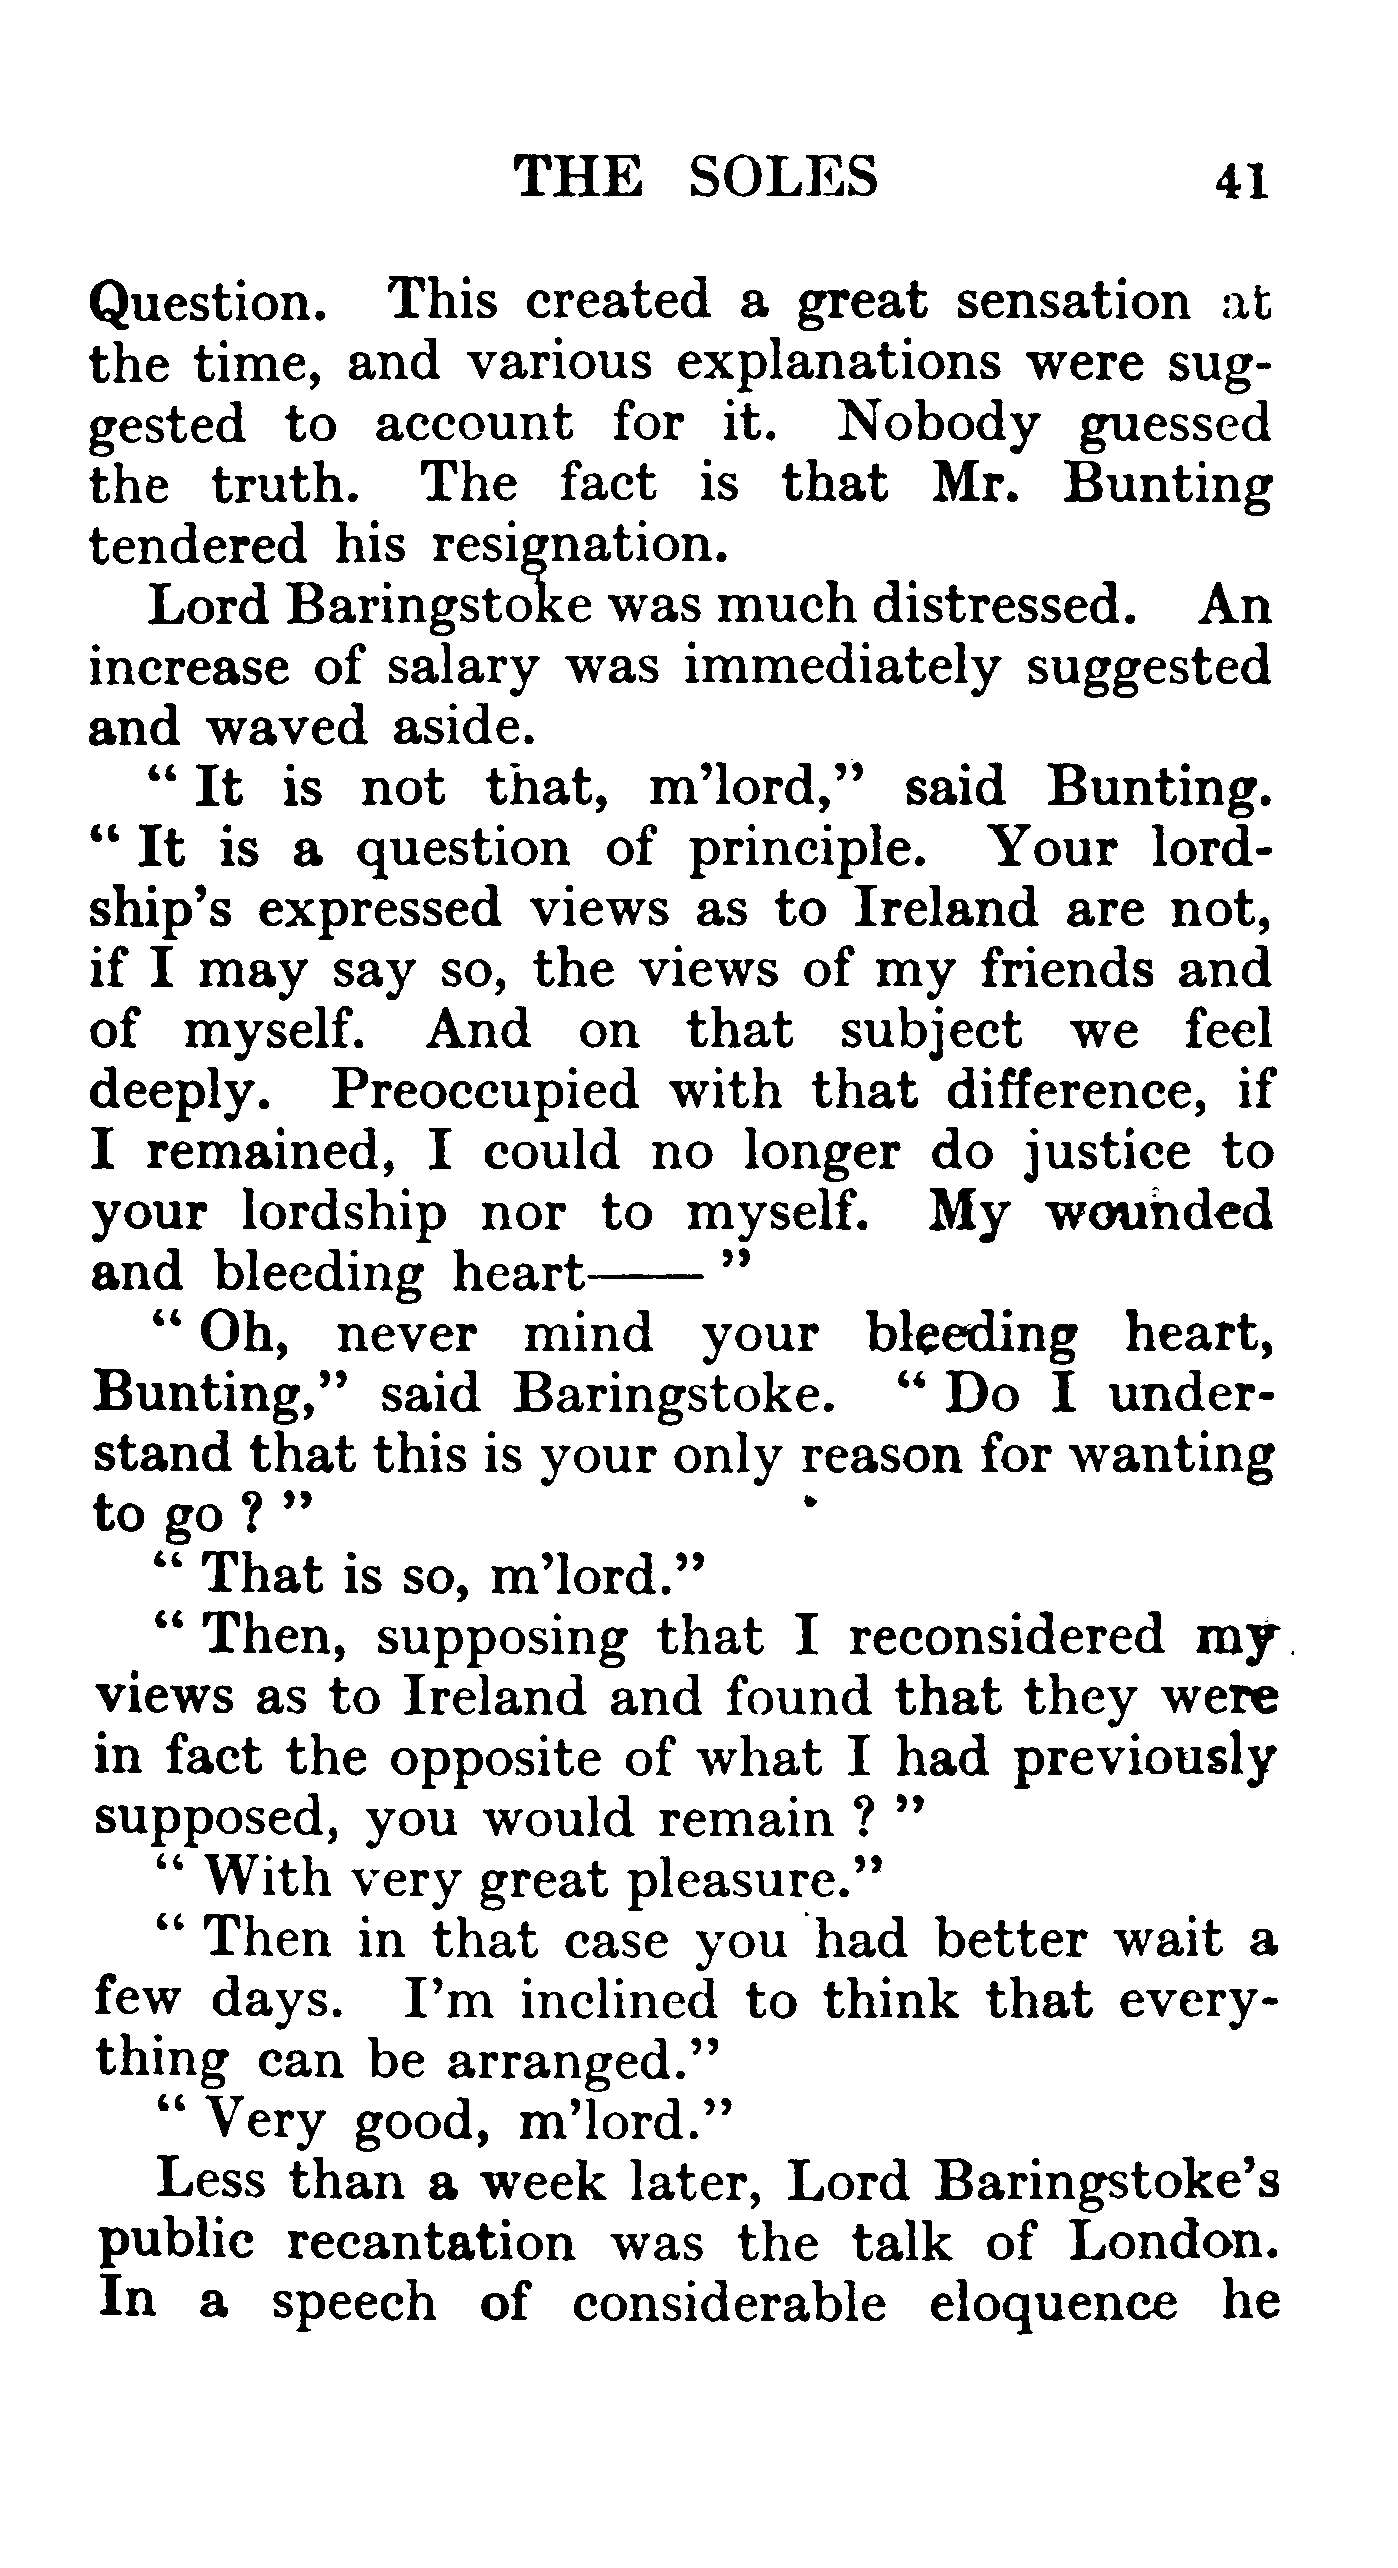 THE SOLES 41
Question. This created a great sensation at
the time, and various explanations were sug-
gested to account for it. Nobody guessed
the truth. The fact is that Mr. Bunting
tendered his resignation.
Lord Baringstoke was much distressed. An
increase of salary was immediately suggested
and waved aside.
“ It is not that, m’lord,” said Bunting.
“ It is a question of principle. Your lord-
ship’s expressed views as to Ireland are not,
if I may say so, the views of my friends and
of myself. And on that subject we feel
deeply. Preoccupied with that difference, if
I remained, I could no longer do justice to
your lordship nor to myself. My wounded
and bleeding heart—— ”
“ Oh, never mind your bleeding heart,
Bunting,” said Baringstoke. “ Do I under-
stand that this is your only reason for wanting
to go ? ”
“ That is so, m’lord.”
“ Then, supposing that I reconsidered my
views as to Ireland and found that they were
in fact the opposite of what I had previously
supposed, you would remain ? ”
“ With very great pleasure.”
“ Then in that case you had better wait a
few days. I’m inclined to think that every-
thing can be arranged.”
“ Very good, m’lord.”
Less than a week later, Lord Baringstoke’s
public recantation was the talk of London.
In a speech of considerable eloquence he